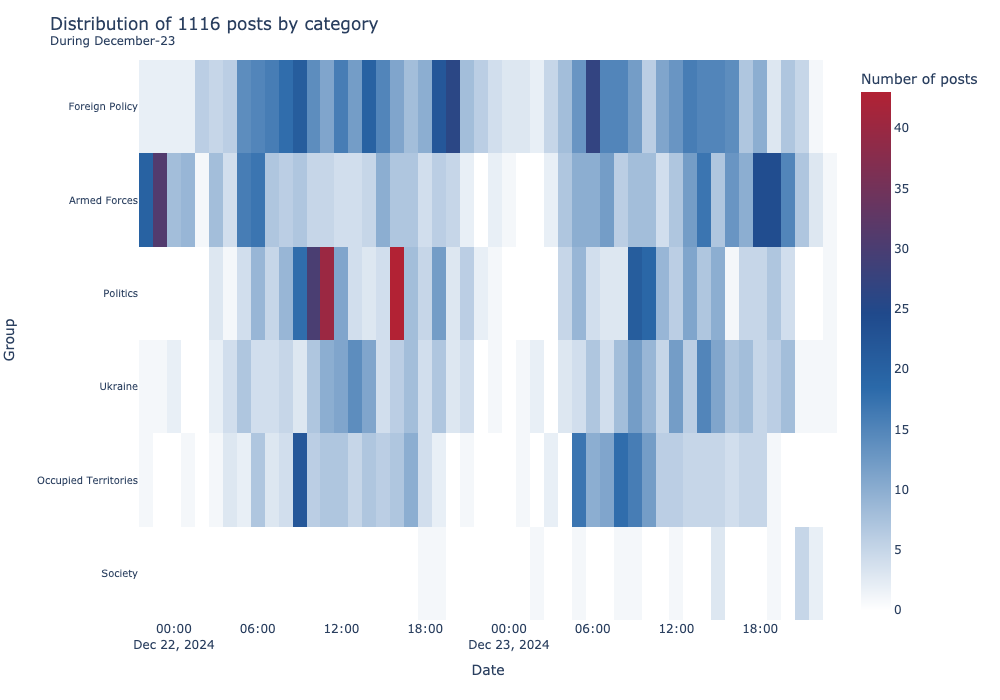 Distribution of 1116 posts by category
During December-23
Number of posts
Foreign Policy
Armed Forces
Politics
Ukraine
Occupied Territories
Society
Group
40
35
30
25
20
15
10
5
0
00:00 06:00 12:00 18:00 00:00 06:00 12:00 18:00
Dec 22, 2024 Dec 23, 2024
Date